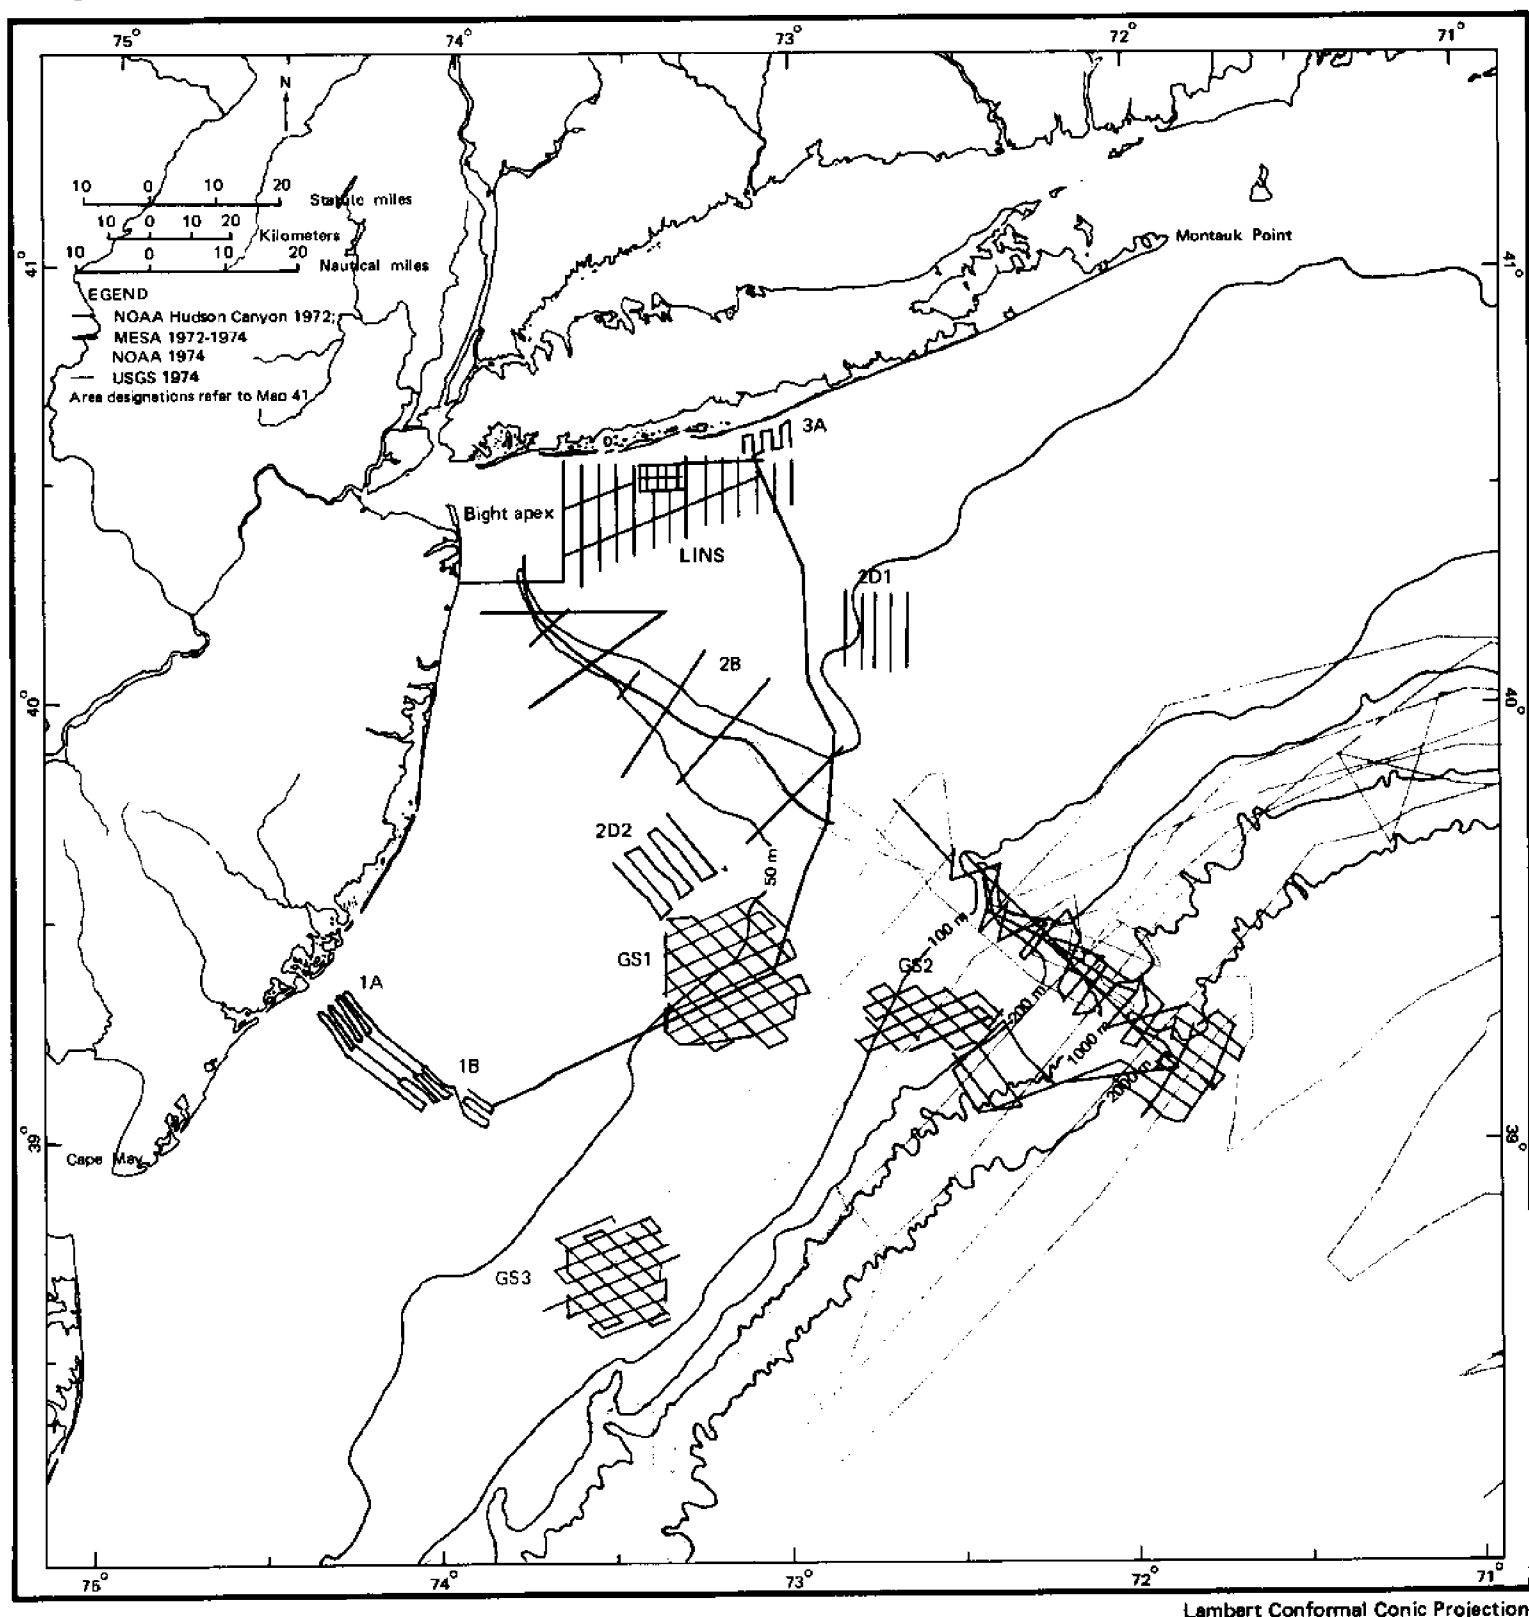 75° 74° 73° 72° 71°
N
10 0 10 20
Statute miles
10 0 10 20
Kilometers
10 0 10 20
Nautical miles
41° 41°
Montauk Point
EGEND
NOAA Hudson Canyon 1972;
MESA 1972-1974
NOAA 1974
USGS 1974
Area designations refer to Map 41
3A
Bight apex
LINS
2D1
2B
40° 40°
2D2
50 m
100 m
GS1
GS2
1A
200 m
1000 m
1B
2000 m
39° 39°
Cape May
GS3
75° 74° 73° 72° 71°
Lambert Conformal Conic Projection